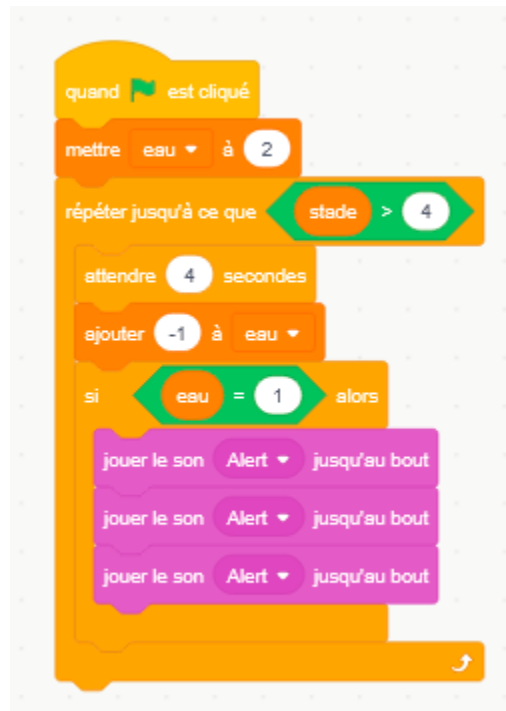 quand est cliqué
mettre eau à 2
répéter jusqu'à ce que stade > 4
attendre 4 secondes
ajouter -1 à eau
si eau = 1 alors
jouer le son Alert jusqu'au bout
jouer le son Alert jusqu'au bout
jouer le son Alert jusqu'au bout